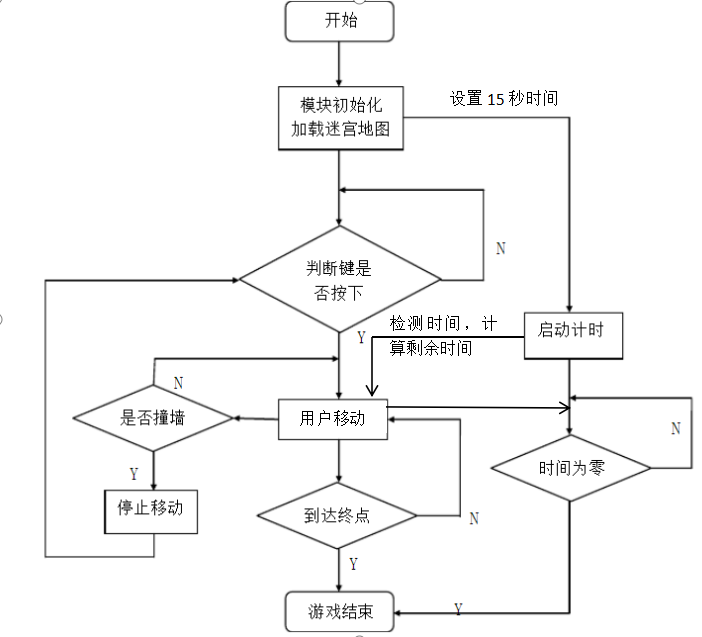 开始
模块初始化
加载迷宫地图
设置15秒时间
N
判断键是
否按下
Y
检测时间，计
算剩余时间
启动计时
N
是否撞墙
用户移动
N
时间为零
Y
停止移动
到达终点
N
Y
游戏结束
Y